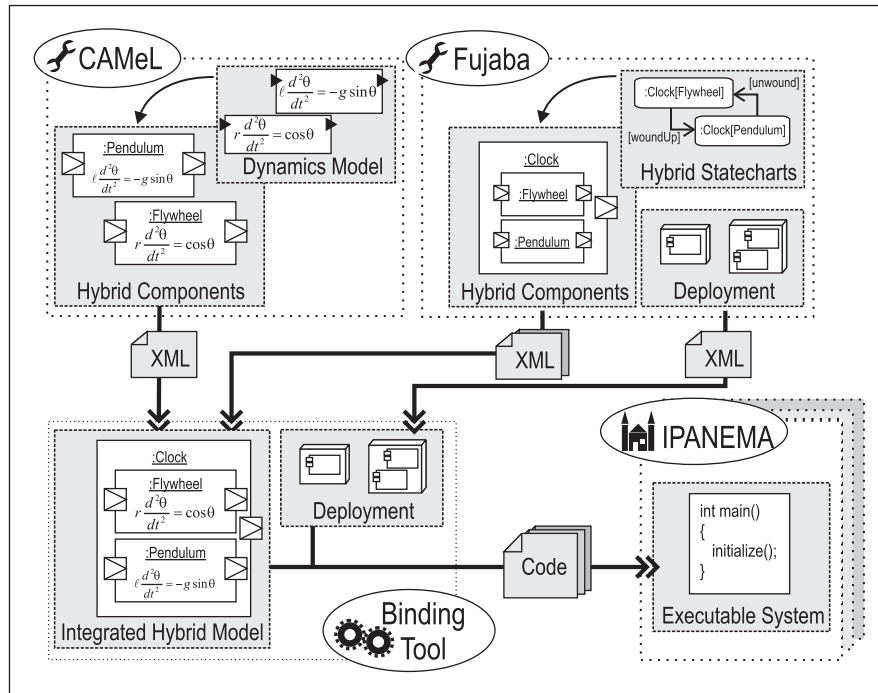 CAMeL
ℓ d²θ/dt² = −g sinθ
r d²θ/dt² = cosθ
Dynamics Model
:Pendulum
ℓ d²θ/dt² = −g sinθ
:Flywheel
r d²θ/dt² = cosθ
Hybrid Components
Fujaba
:Clock[Flywheel]
[unwound]
[woundUp]
:Clock[Pendulum]
Hybrid Statecharts
:Clock
:Flywheel
:Pendulum
Hybrid Components
Deployment
XML
XML
XML
:Clock
:Flywheel
r d²θ/dt² = cosθ
:Pendulum
ℓ d²θ/dt² = −g sinθ
Integrated Hybrid Model
Deployment
Binding
Tool
Code
IPANEMA
int main()
{
initialize();
}
Executable System